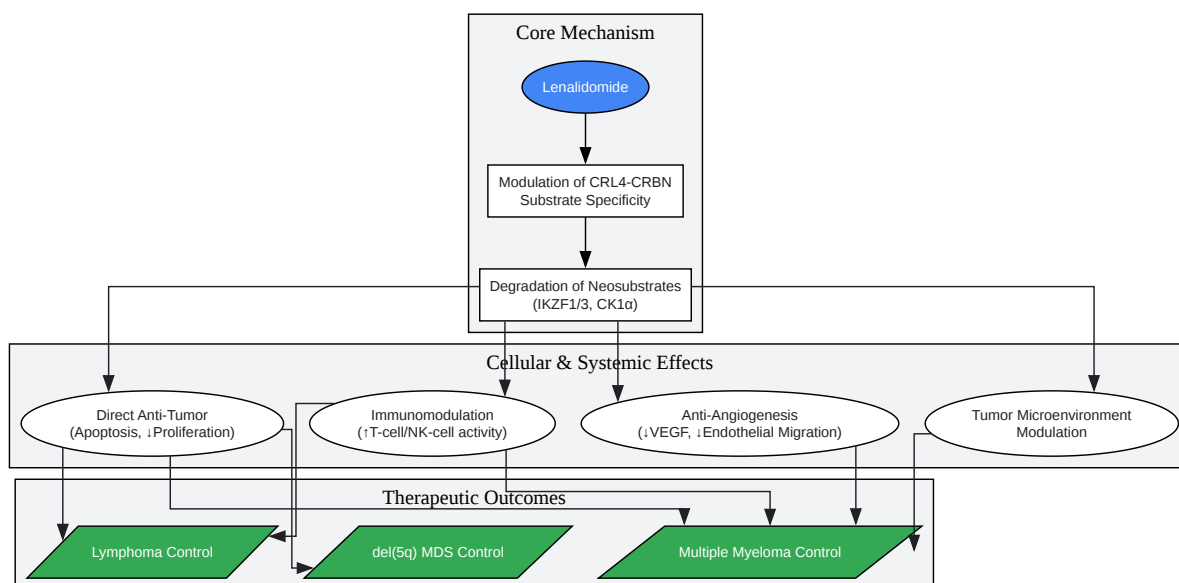 Core Mechanism
Lenalidomide
Modulation of CRL4-CRBN
Substrate Specificity
Degradation of Neosubstrates
(IKZF1/3, CK1α)
Cellular & Systemic Effects
Direct Anti-Tumor
(Apoptosis, ↓Proliferation)
Immunomodulation
(↑T-cell/NK-cell activity)
Anti-Angiogenesis
(↓VEGF, ↓Endothelial Migration)
Tumor Microenvironment
Modulation
Therapeutic Outcomes
Lymphoma Control
del(5q) MDS Control
Multiple Myeloma Control